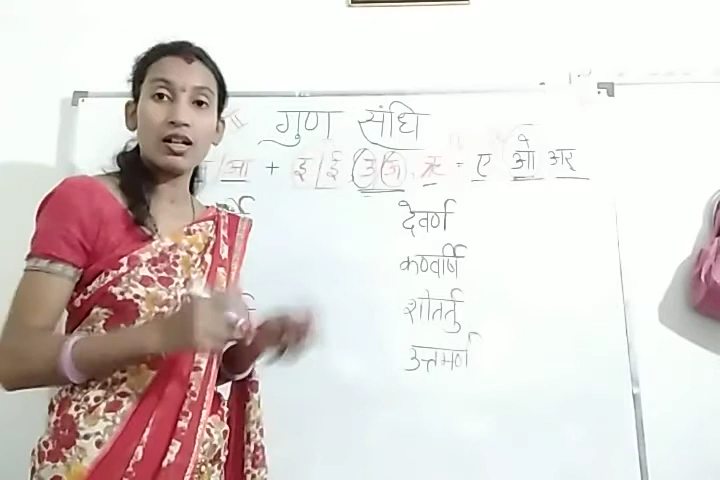 गुण संधि
आ + इ ई उ ऊ ऋ = ए ओ अर
देवर्ण
कण्वर्षि
शीतर्तु
उत्तमर्ण